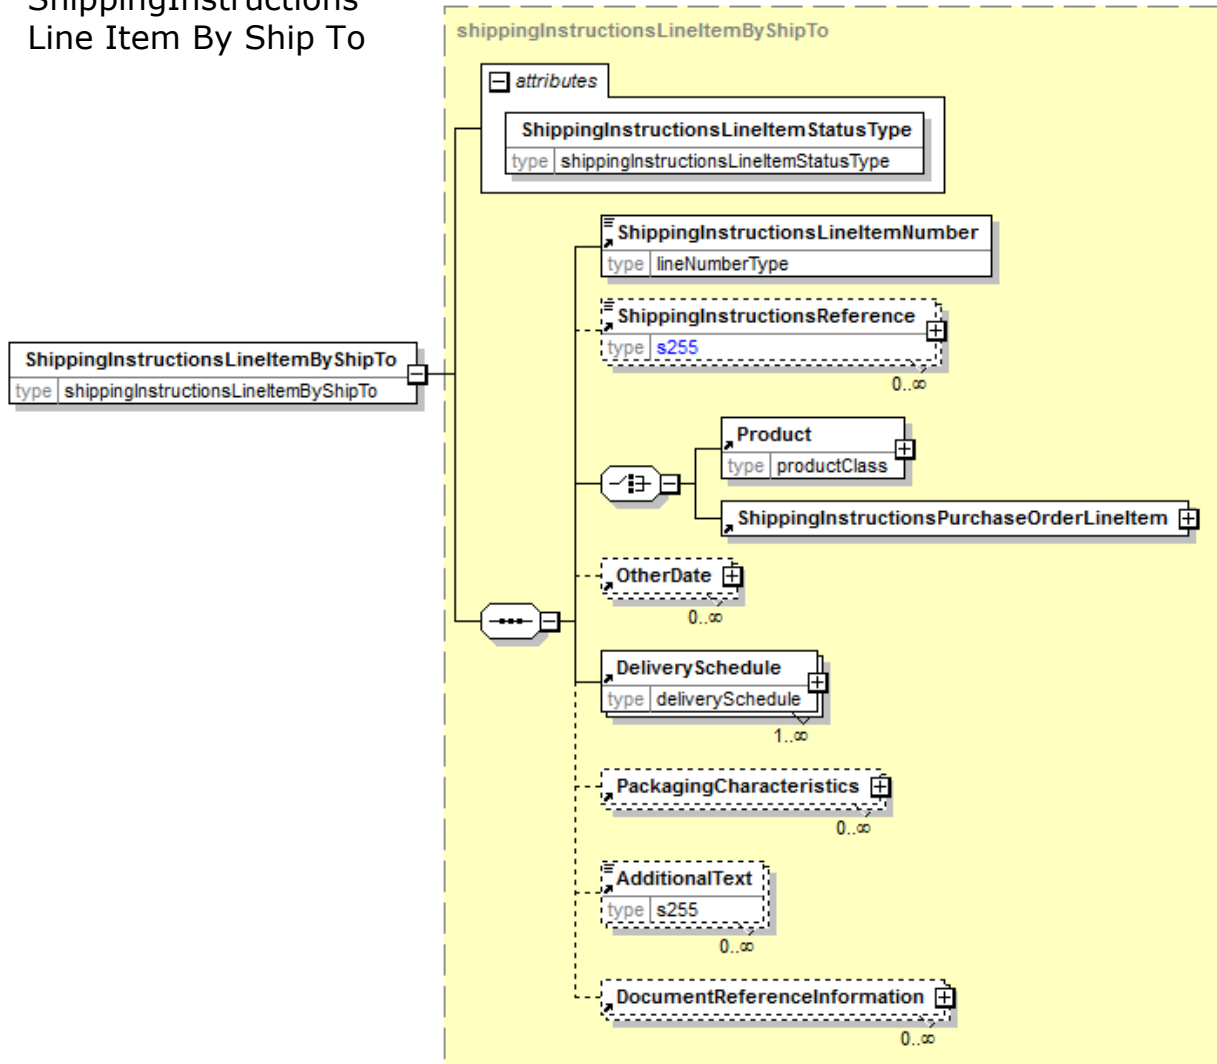 ShippingInstructions
Line Item By Ship To
shippingInstructionsLineItemByShipTo
attributes
ShippingInstructionsLineItemStatusType
type shippingInstructionsLineItemStatusType
ShippingInstructionsLineItemNumber
type lineNumberType
ShippingInstructionsReference
type s255
0..∞
ShippingInstructionsLineItemByShipTo
type shippingInstructionsLineItemByShipTo
Product
type productClass
ShippingInstructionsPurchaseOrderLineItem
OtherDate
0..∞
DeliverySchedule
type deliverySchedule
1..∞
PackagingCharacteristics
0..∞
AdditionalText
type s255
0..∞
DocumentReferenceInformation
0..∞